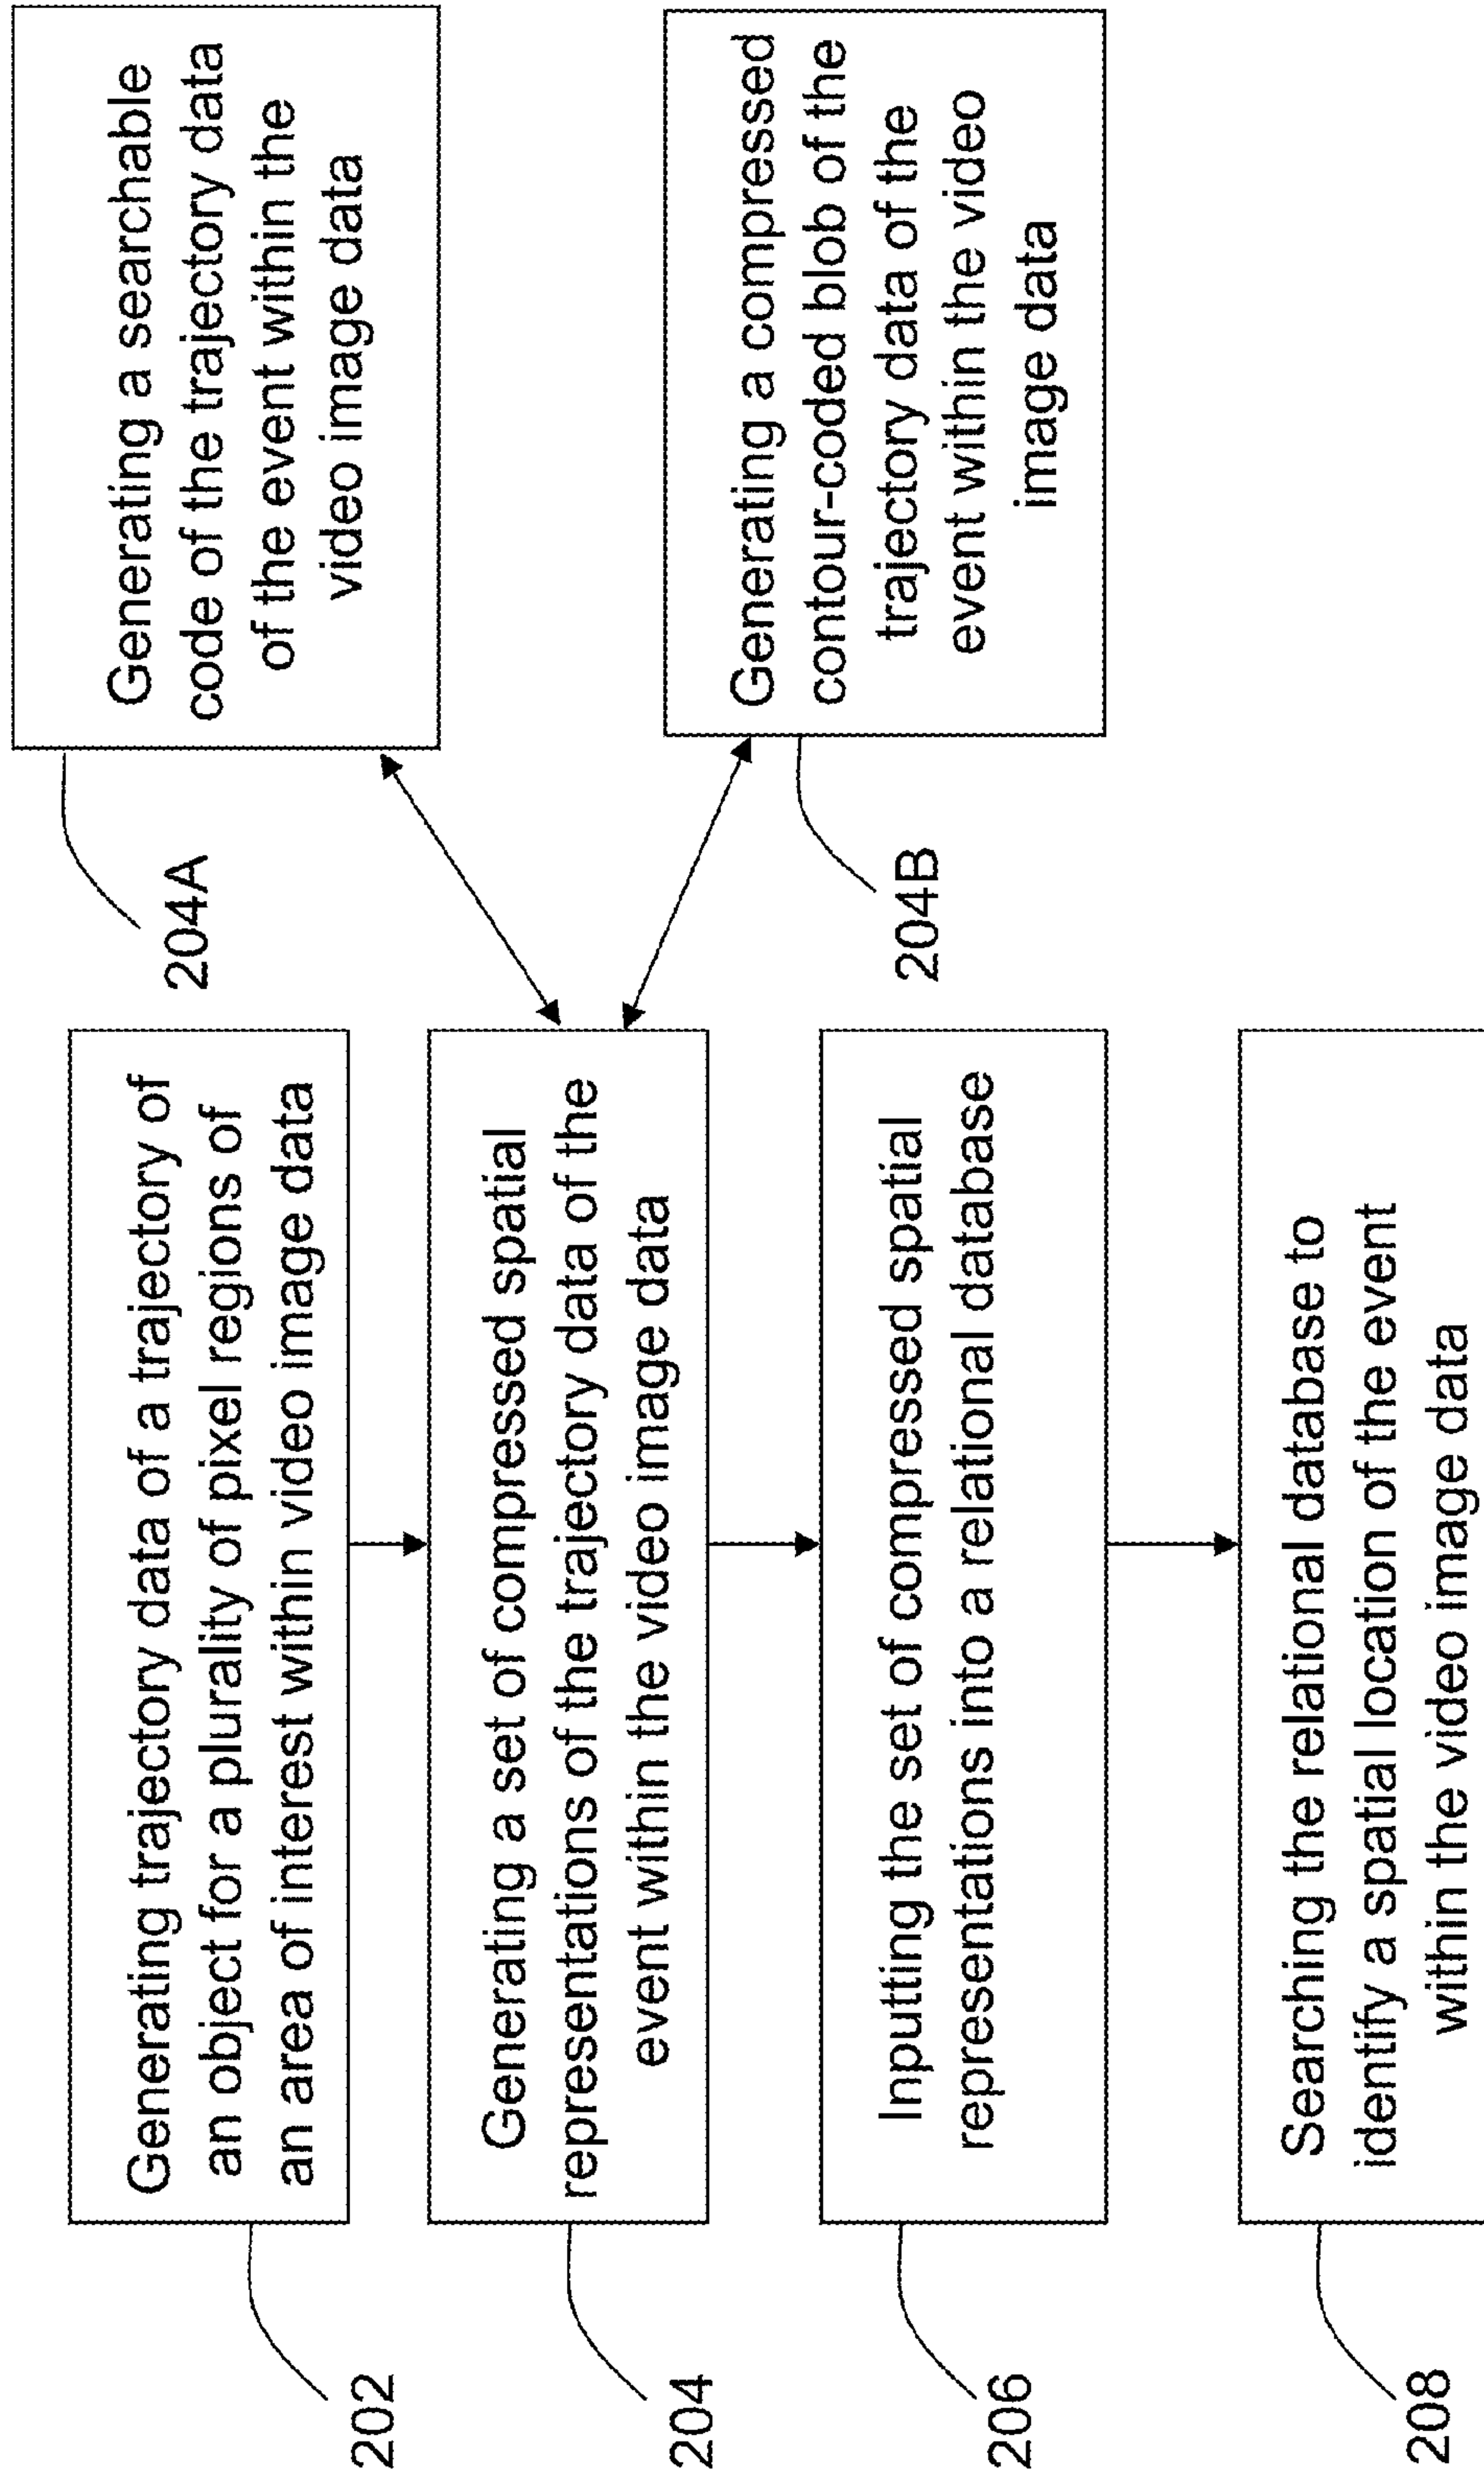 202
Generating trajectory data of a trajectory of
an object for a plurality of pixel regions of
an area of interest within video image data
204
Generating a set of compressed spatial
representations of the trajectory data of the
event within the video image data
204A
Generating a searchable
code of the trajectory data
of the event within the
video image data
204B
Generating a compressed
contour-coded blob of the
trajectory data of the
event within the video
image data
206
Inputting the set of compressed spatial
representations into a relational database
208
Searching the relational database to
identify a spatial location of the event
within the video image data